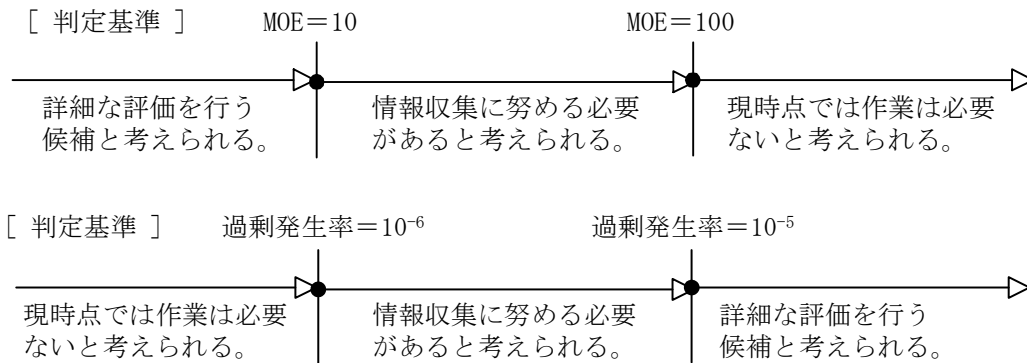 [ 判定基準 ] MOE=10 MOE=100
詳細な評価を行う 情報収集に努める必要 現時点では作業は必要
候補と考えられる。 があると考えられる。 ないと考えられる。
[ 判定基準 ] 過剰発生率=10⁻⁶ 過剰発生率=10⁻⁵
現時点では作業は必要 情報収集に努める必要 詳細な評価を行う
ないと考えられる。 があると考えられる。 候補と考えられる。